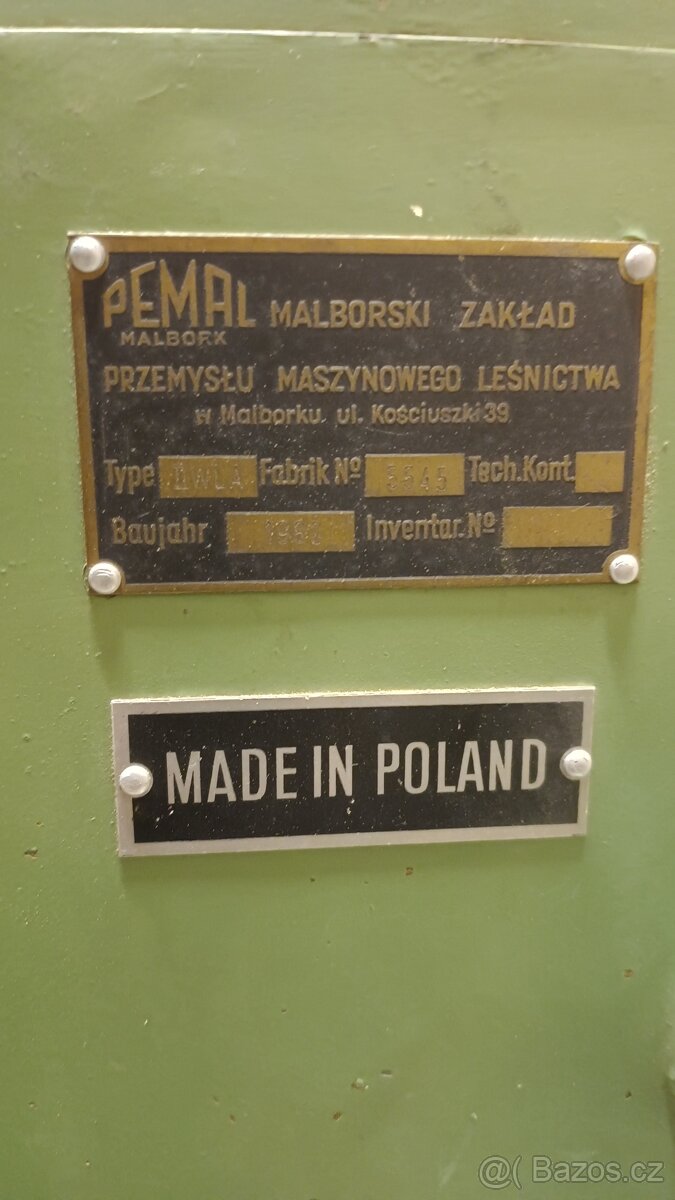 PEMAL
MALBORK
MALBORSKI ZAKŁAD
PRZEMYSŁU MASZYNOWEGO LEŚNICTWA
w Malborku ul. Kościuszki 39
Type Fabrik Nº Tech. Kont.
Baujahr Inventar. Nº
MADE IN POLAND
@( Bazos.cz